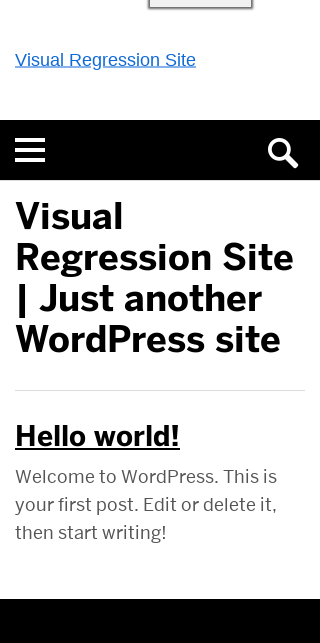 Visual Regression Site
Visual
Regression Site
| Just another
WordPress site
Hello world!
Welcome to WordPress. This is
your first post. Edit or delete it,
then start writing!